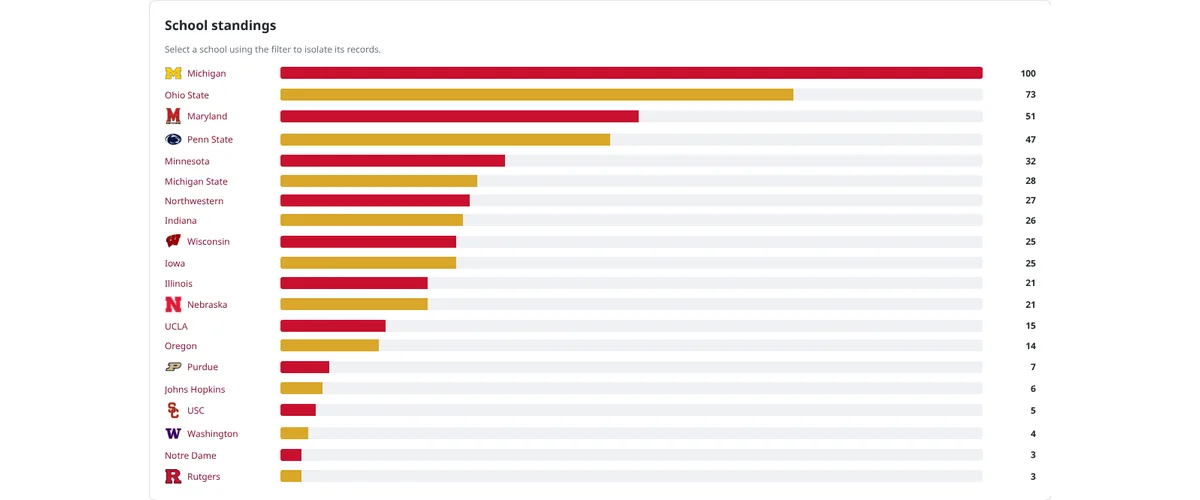 School standings
Select a school using the filter to isolate its records.
Michigan 100
Ohio State 73
Maryland 51
Penn State 47
Minnesota 32
Michigan State 28
Northwestern 27
Indiana 26
Wisconsin 25
Iowa 25
Illinois 21
Nebraska 21
UCLA 15
Oregon 14
Purdue 7
Johns Hopkins 6
USC 5
Washington 4
Notre Dame 3
Rutgers 3